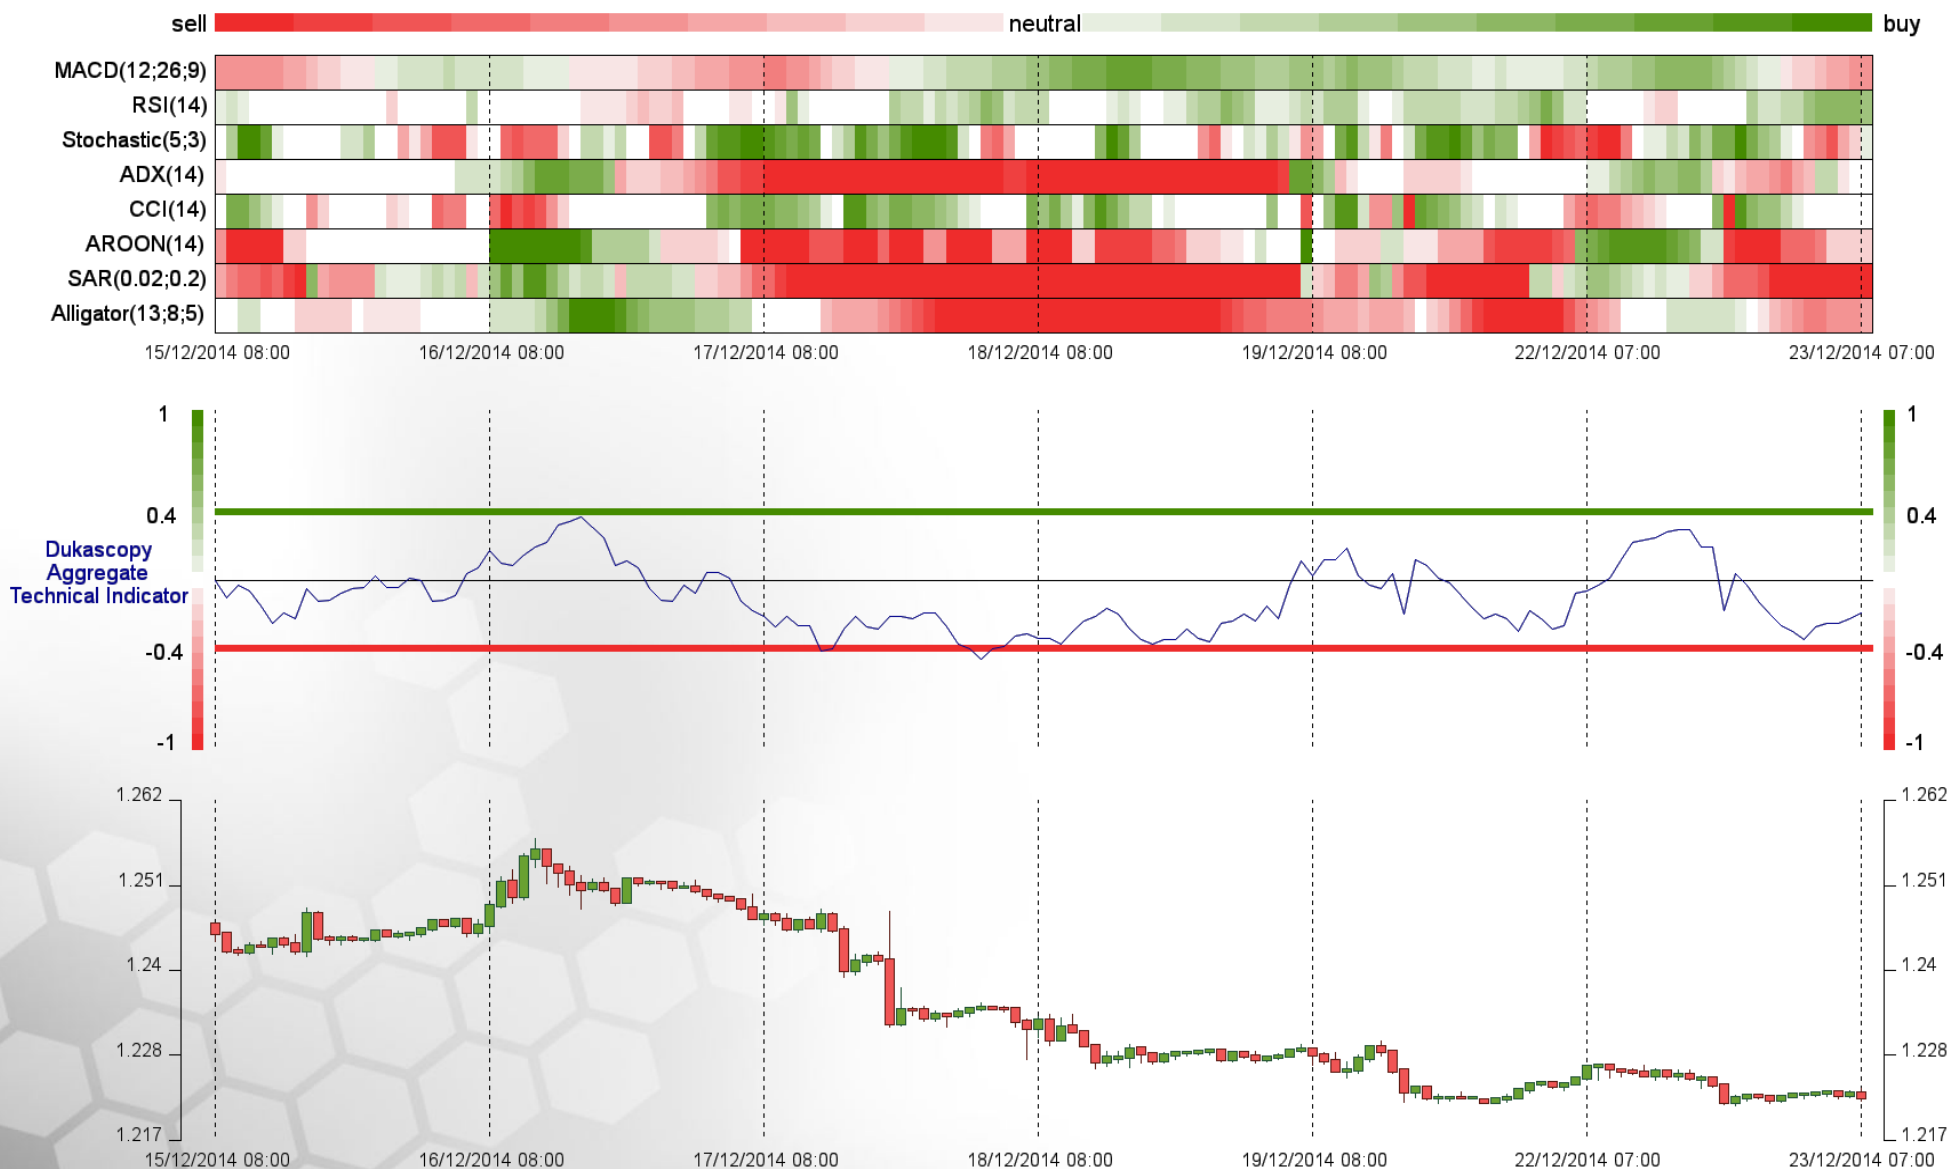 sell neutral buy
MACD(12;26;9)
RSI(14)
Stochastic(5;3)
ADX(14)
CCI(14)
AROON(14)
SAR(0.02;0.2)
Alligator(13;8;5)
15/12/2014 08:00 16/12/2014 08:00 17/12/2014 08:00 18/12/2014 08:00 19/12/2014 08:00 22/12/2014 07:00 23/12/2014 07:00
1 1
0.4 0.4
Dukascopy
Aggregate
Technical Indicator
-0.4 -0.4
-1 -1
1.262 1.262
1.251 1.251
1.24 1.24
1.228 1.228
1.217 1.217
15/12/2014 08:00 16/12/2014 08:00 17/12/2014 08:00 18/12/2014 08:00 19/12/2014 08:00 22/12/2014 07:00 23/12/2014 07:00